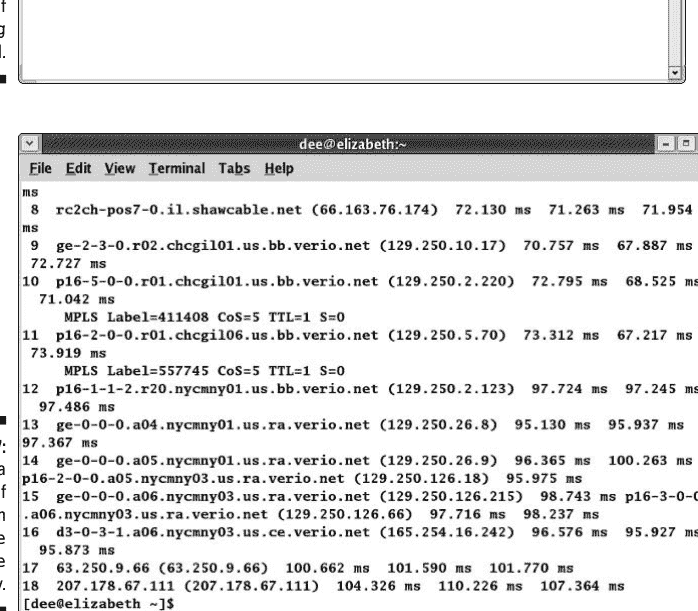 f
g
l.
dee@elizabeth:~
File Edit View Terminal Tabs Help
ms
8 rc2ch-pos7-0.il.shawcable.net (66.163.76.174) 72.130 ms 71.263 ms 71.954
ms
9 ge-2-3-0.r02.chcgil01.us.bb.verio.net (129.250.10.17) 70.757 ms 67.887 ms
72.727 ms
10 p16-5-0-0.r01.chcgil01.us.bb.verio.net (129.250.2.220) 72.795 ms 68.525 ms
71.042 ms
MPLS Label=411408 CoS=5 TTL=1 S=0
11 p16-2-0-0.r01.chcgil06.us.bb.verio.net (129.250.5.70) 73.312 ms 67.217 ms
73.919 ms
MPLS Label=557745 CoS=5 TTL=1 S=0
12 p16-1-1-2.r20.nycmny01.us.bb.verio.net (129.250.2.123) 97.724 ms 97.245 ms
97.486 ms
13 ge-0-0-0.a04.nycmny01.us.ra.verio.net (129.250.26.8) 95.130 ms 95.937 ms
97.367 ms
14 ge-0-0-0.a05.nycmny01.us.ra.verio.net (129.250.26.9) 96.365 ms 100.263 ms
p16-2-0-0.a05.nycmny03.us.ra.verio.net (129.250.126.18) 95.975 ms
15 ge-0-0-0.a06.nycmny03.us.ra.verio.net (129.250.126.215) 98.743 ms p16-3-0-0
.a06.nycmny03.us.ra.verio.net (129.250.126.66) 97.716 ms 98.237 ms
16 d3-0-3-1.a06.nycmny03.us.ce.verio.net (165.254.16.242) 96.576 ms 95.927 ms
95.873 ms
17 63.250.9.66 (63.250.9.66) 100.662 ms 101.590 ms 101.770 ms
18 207.178.67.111 (207.178.67.111) 104.326 ms 110.226 ms 107.364 ms
[dee@elizabeth ~]$
:
a
f
n
e
e
.